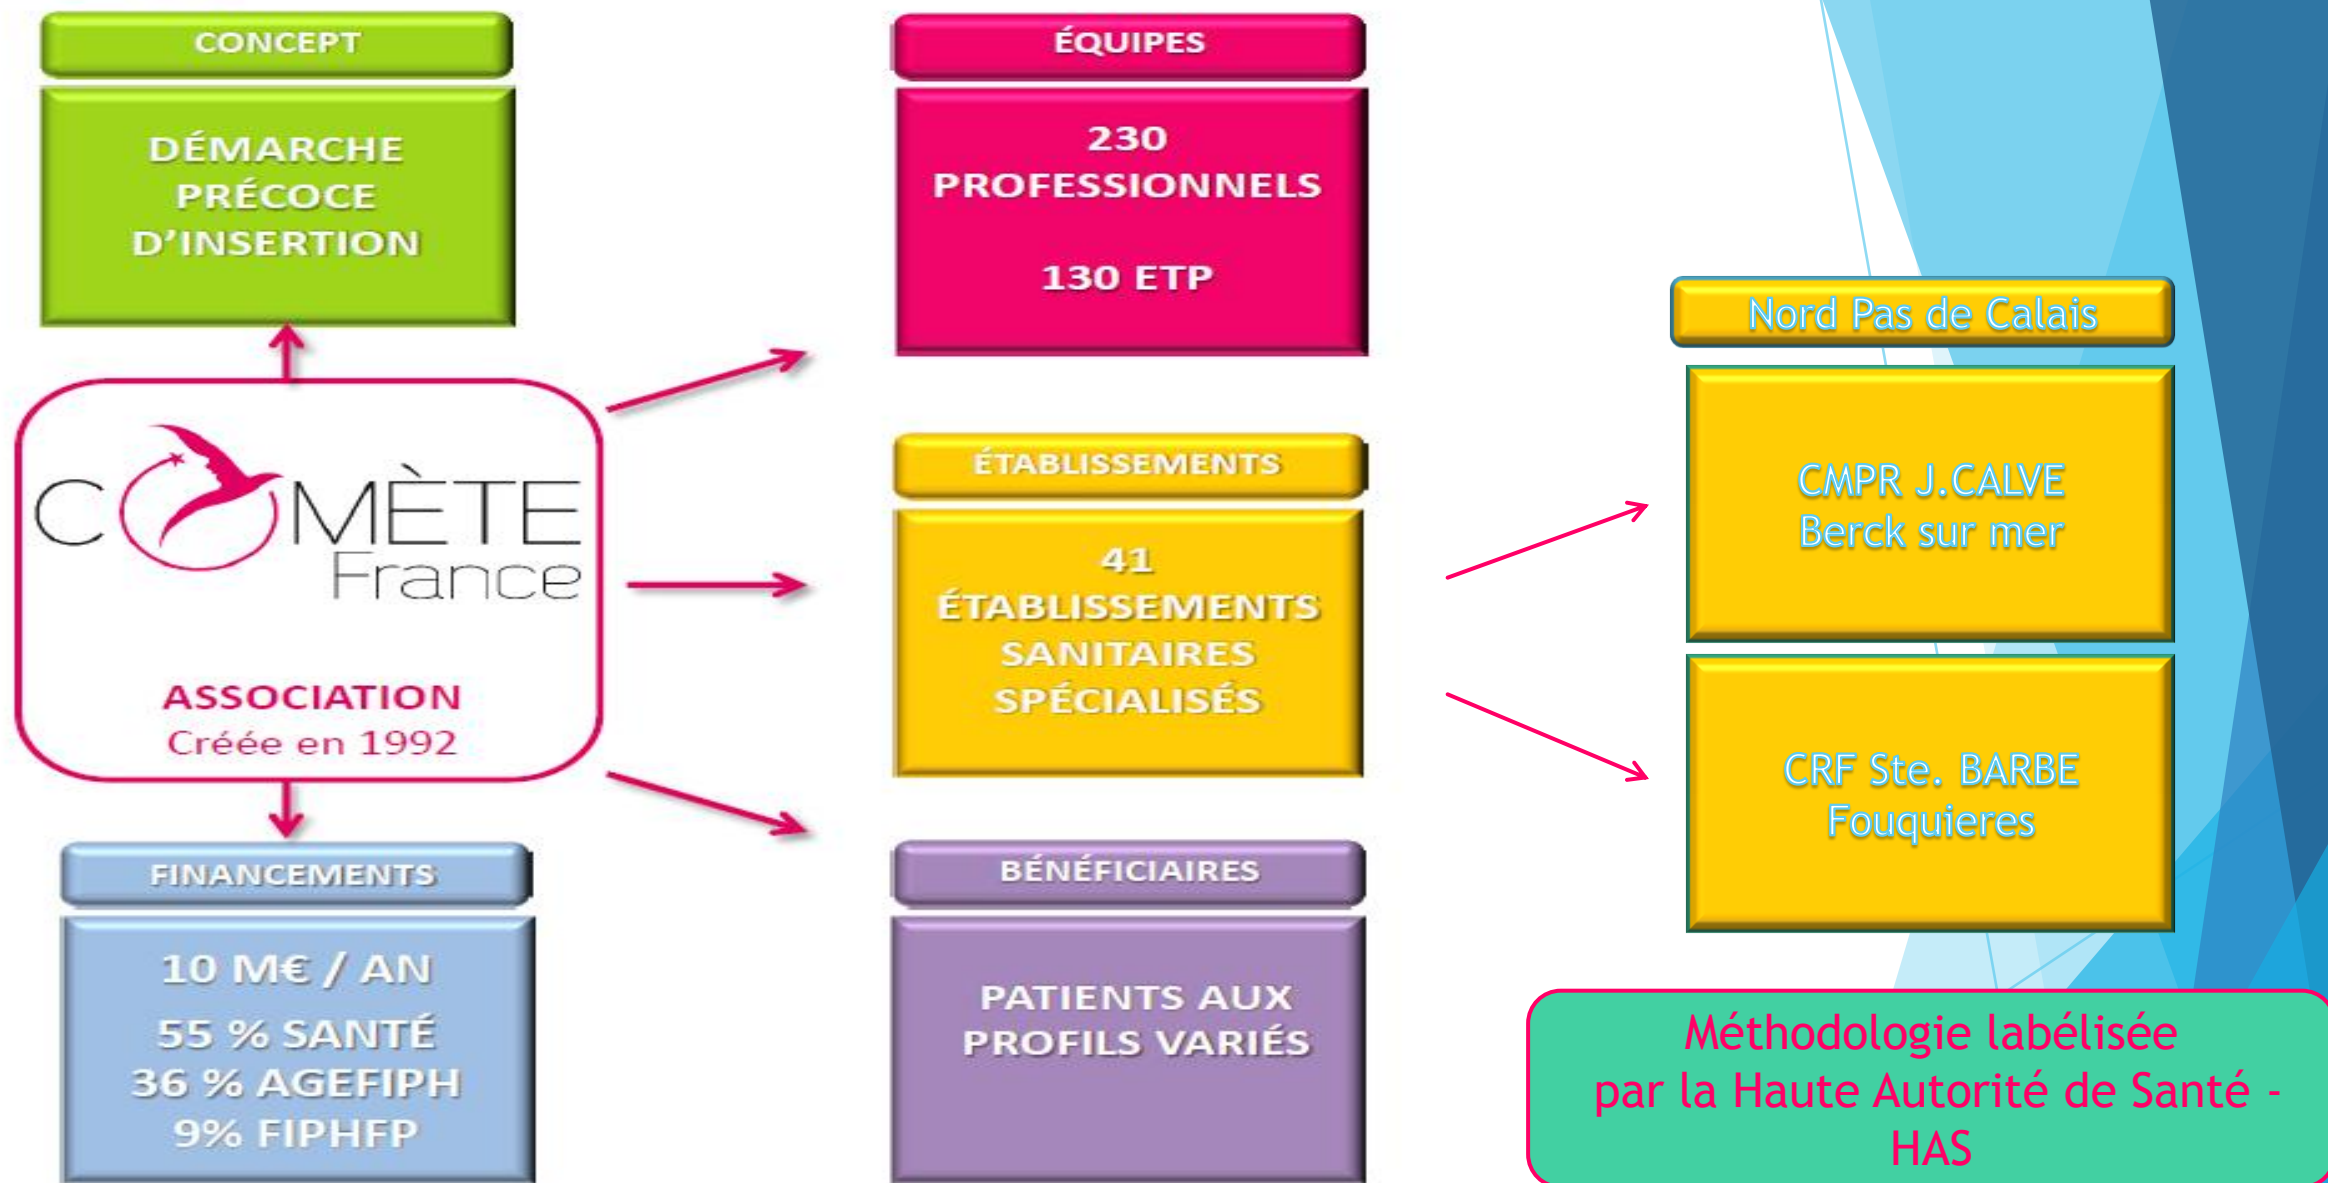 CONCEPT
DÉMARCHE
PRÉCOCE
D'INSERTION
COMÈTE
France
ASSOCIATION
Créée en 1992
FINANCEMENTS
10 M€ / AN
55 % SANTÉ
36 % AGEFIPH
9% FIPHFP
ÉQUIPES
230
PROFESSIONNELS
130 ETP
ÉTABLISSEMENTS
41
ÉTABLISSEMENTS
SANITAIRES
SPÉCIALISÉS
BÉNÉFICIAIRES
PATIENTS AUX
PROFILS VARIÉS
Nord Pas de Calais
CMPR J.CALVE
Berck sur mer
CRF Ste. BARBE
Fouquieres
Méthodologie labélisée
par la Haute Autorité de Santé -
HAS